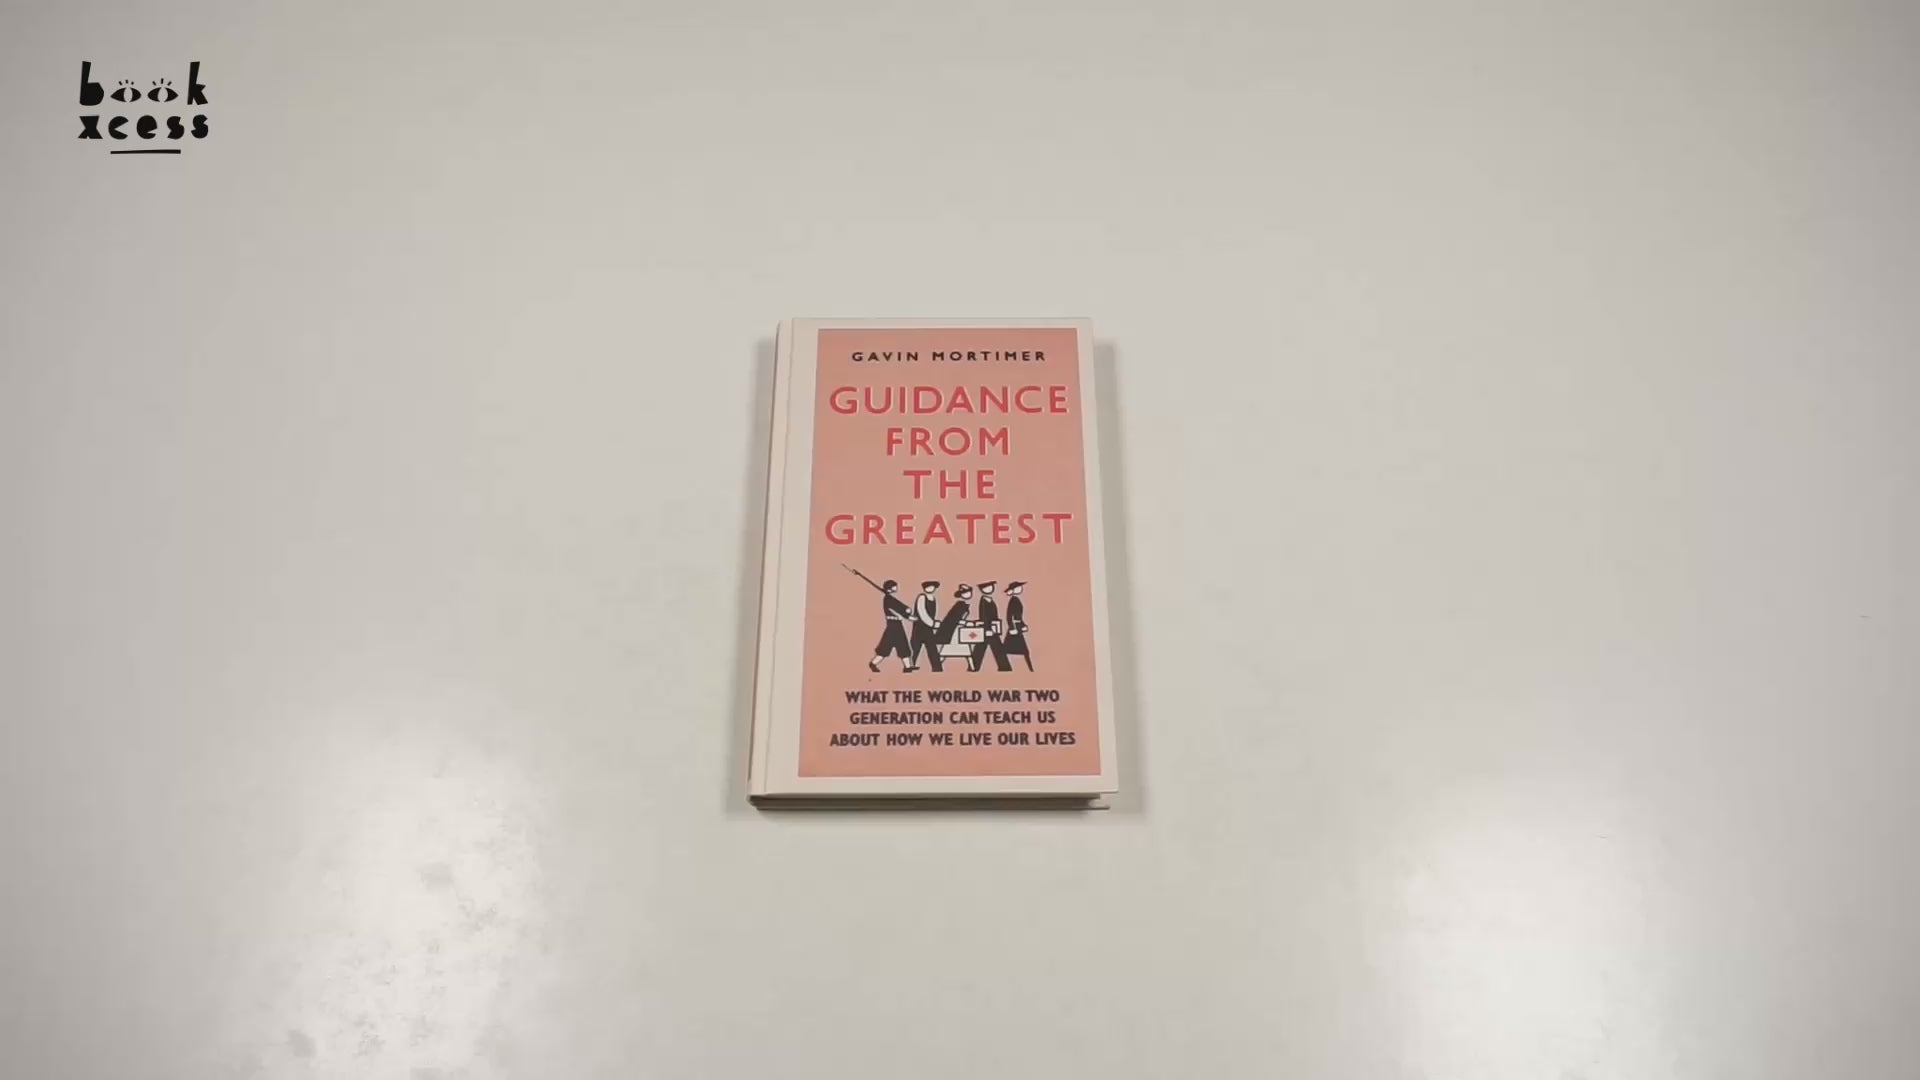 book
xcess
GAVIN MORTIMER
GUIDANCE
FROM
THE
GREATEST
WHAT THE WORLD WAR TWO
GENERATION CAN TEACH US
ABOUT HOW WE LIVE OUR LIVES